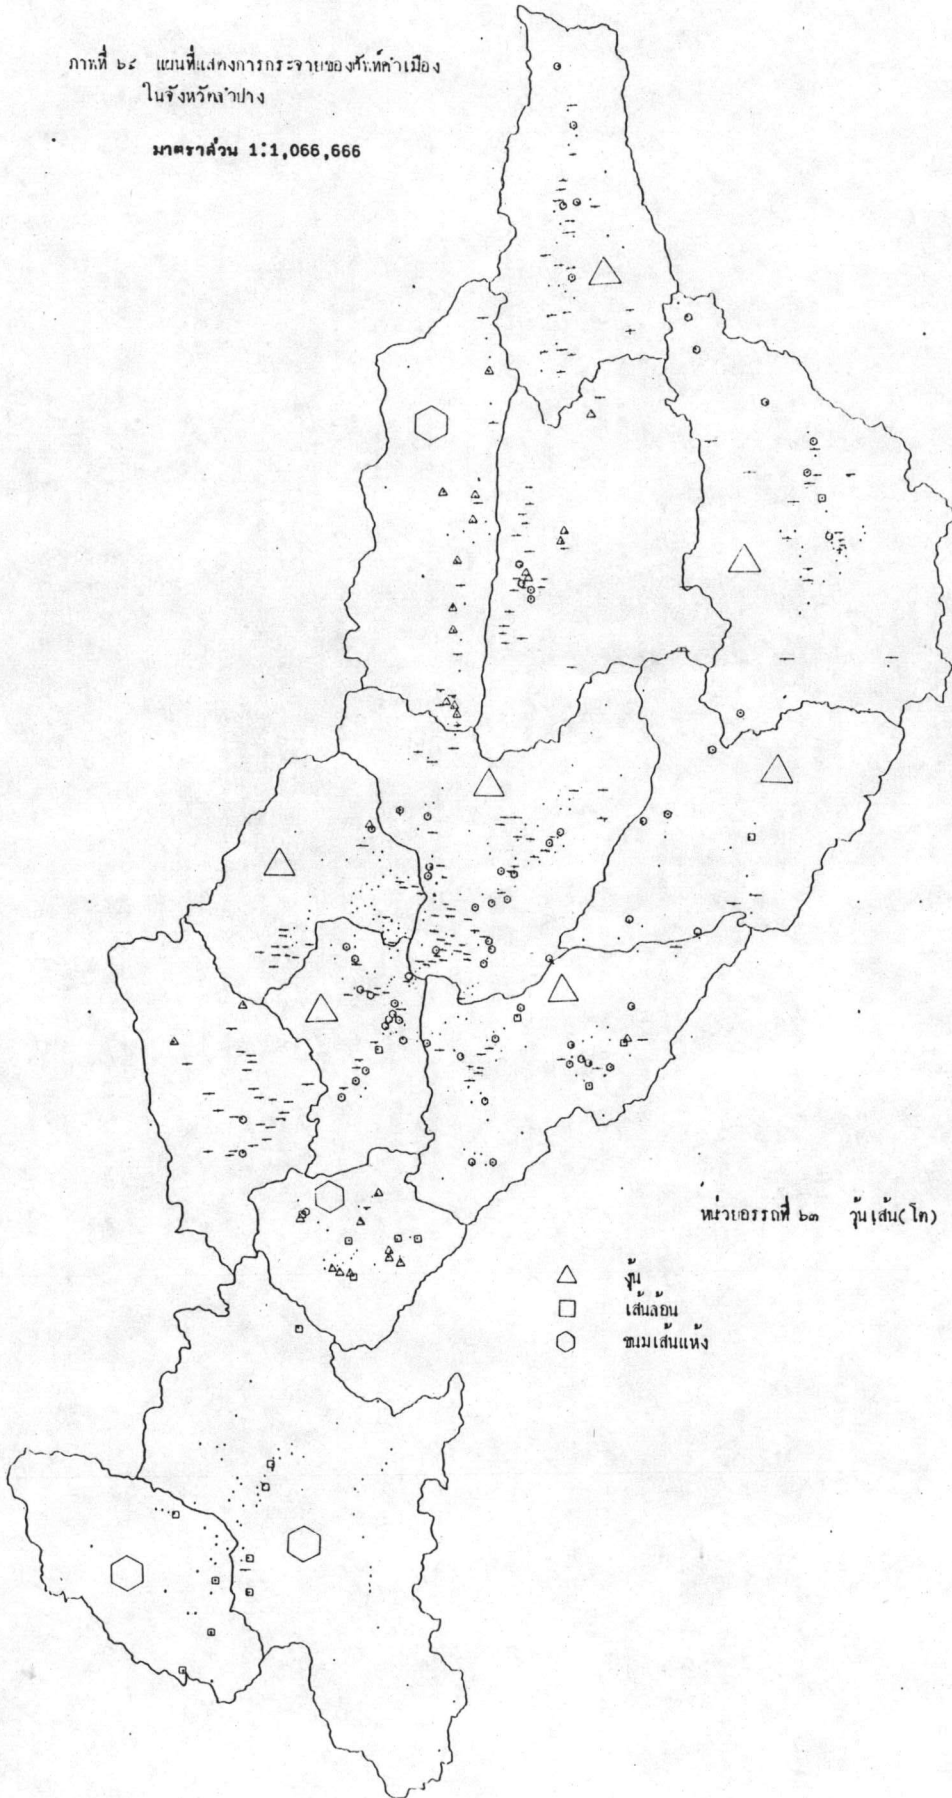 ภาพที่ ๖๔ แผนที่แสดงการกระจายของศัพท์คำเมือง
ในจังหวัดลำปาง
มาตราส่วน 1:1,066,666
หน่วยอรรถที่ ๖๓ วุ้นเส้น(โท)
วุ้น
เส้นล้อน
ขนมเส้นแห้ง